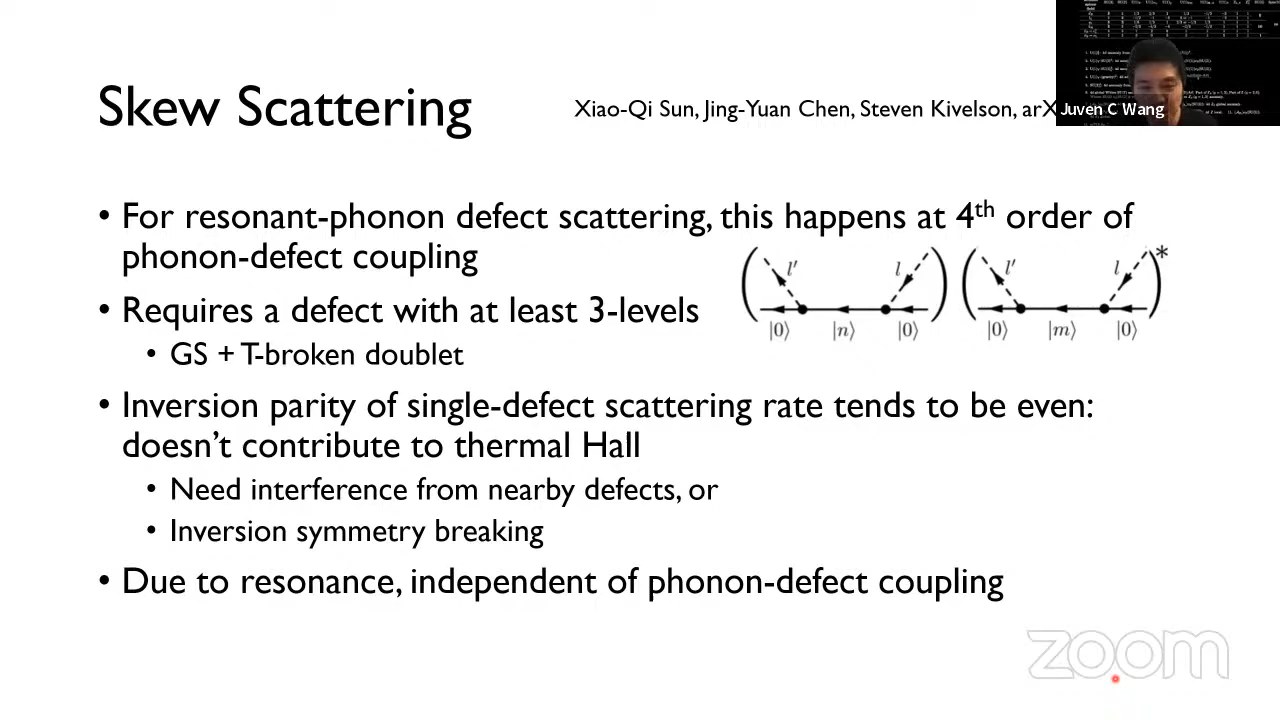 Skew Scattering
Xiao-Qi Sun, Jing-Yuan Chen, Steven Kivelson, arX
Juven C Wang
• For resonant-phonon defect scattering, this happens at 4th order of
phonon-defect coupling
• Requires a defect with at least 3-levels
• GS + T-broken doublet
( l′ l ) ( l′ l )*
|0⟩ |n⟩ |0⟩ |0⟩ |m⟩ |0⟩
• Inversion parity of single-defect scattering rate tends to be even:
doesn’t contribute to thermal Hall
• Need interference from nearby defects, or
• Inversion symmetry breaking
• Due to resonance, independent of phonon-defect coupling
zoom